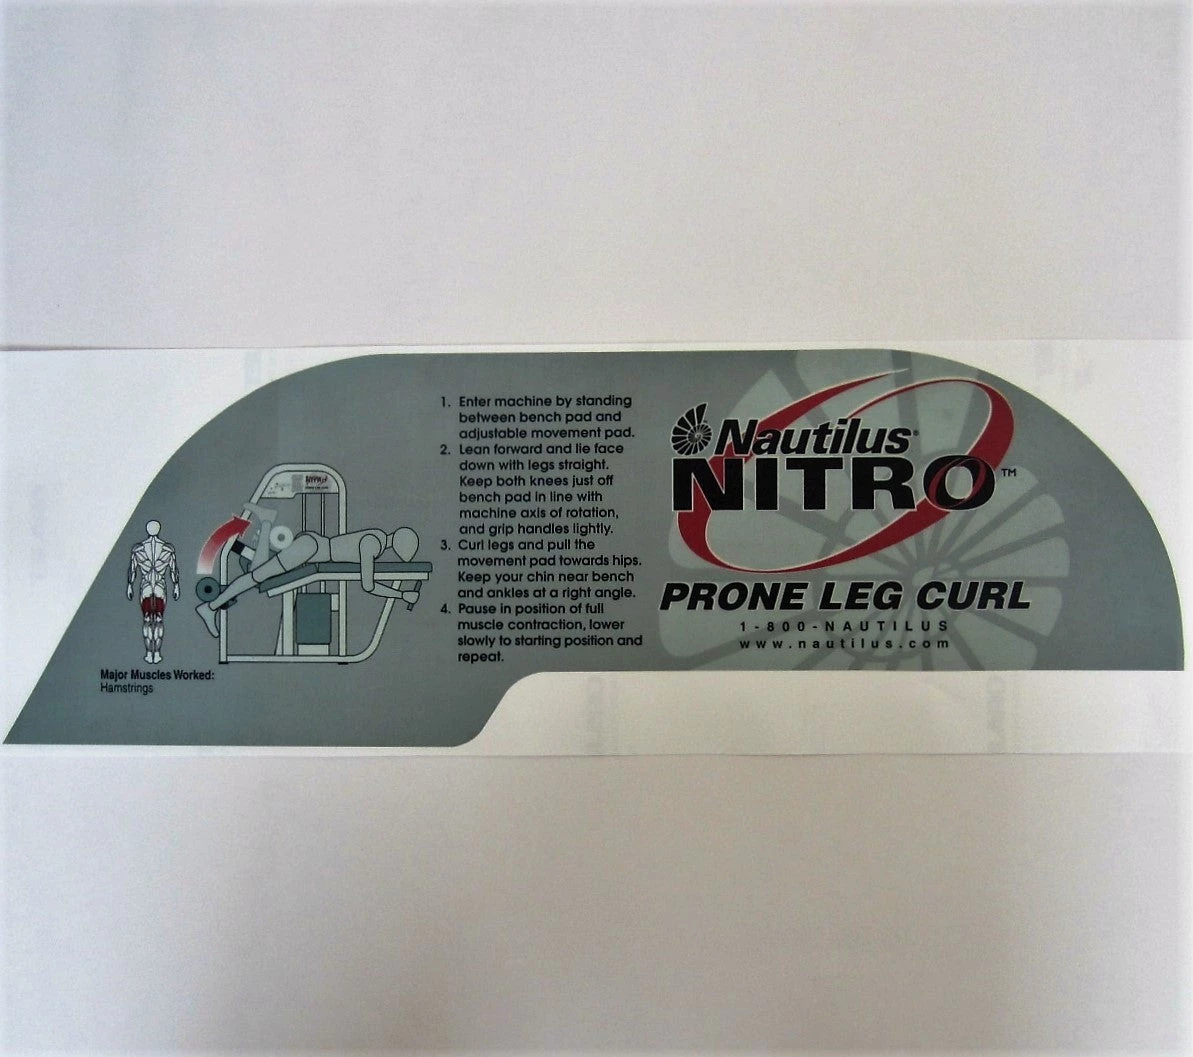 1. Enter machine by standing
between bench pad and
adjustable movement pad.
2. Lean forward and lie face
down with legs straight.
Keep both knees just off
bench pad in line with
machine axis of rotation,
and grip handles lightly.
3. Curl legs and pull the
movement pad towards hips.
Keep your chin near bench
and ankles at a right angle.
4. Pause in position of full
muscle contraction, lower
slowly to starting position and
repeat.
Major Muscles Worked:
Hamstrings
Nautilus®
NITRO™
PRONE LEG CURL
1-800-NAUTILUS
www.nautilus.com